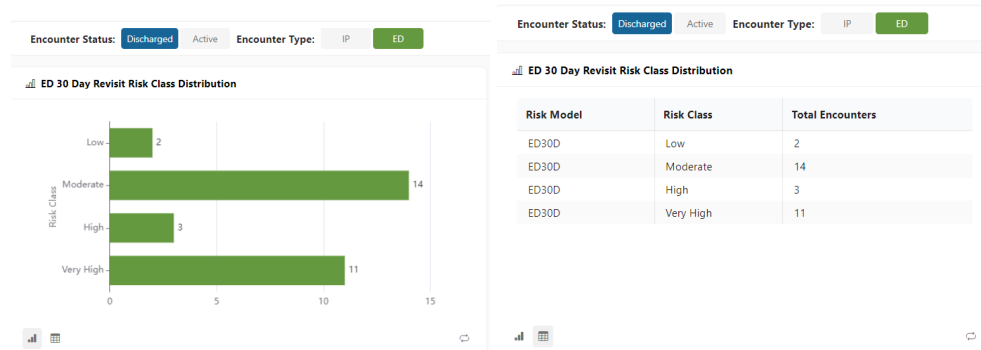 Encounter Status: Discharged Active Encounter Type: IP ED
ED 30 Day Revisit Risk Class Distribution
Risk Class
Low 2
Moderate 14
High 3
Very High 11
0 5 10 15
Encounter Status: Discharged Active Encounter Type: IP ED
ED 30 Day Revisit Risk Class Distribution
Risk Model Risk Class Total Encounters
ED30D Low 2
ED30D Moderate 14
ED30D High 3
ED30D Very High 11